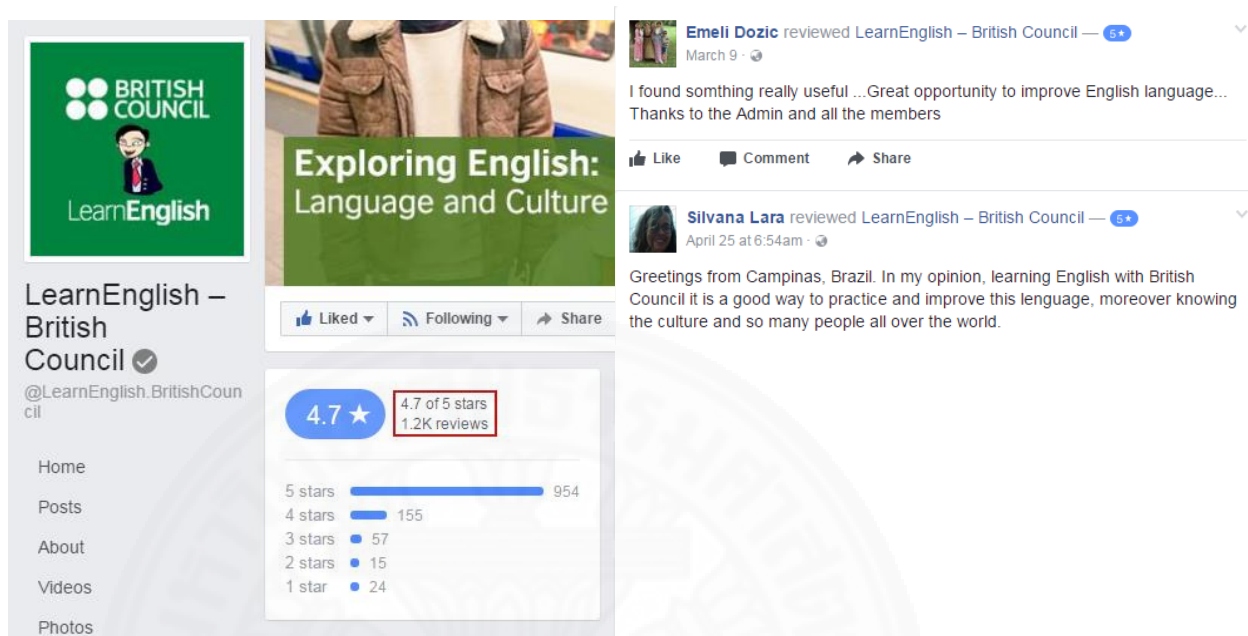 BRITISH
COUNCIL
LearnEnglish
LearnEnglish –
British
Council
@LearnEnglish.BritishCoun
cil
Home
Posts
About
Videos
Photos
Exploring English:
Language and Culture
Liked
Following
Share
4.7 ★
4.7 of 5 stars
1.2K reviews
5 stars 954
4 stars 155
3 stars 57
2 stars 15
1 star 24
Emeli Dozic reviewed LearnEnglish – British Council — 5★
March 9 ·
I found somthing really useful ...Great opportunity to improve English language...
Thanks to the Admin and all the members
Like Comment Share
Silvana Lara reviewed LearnEnglish – British Council — 5★
April 25 at 6:54am ·
Greetings from Campinas, Brazil. In my opinion, learning English with British
Council it is a good way to practice and improve this lenguage, moreover knowing
the culture and so many people all over the world.